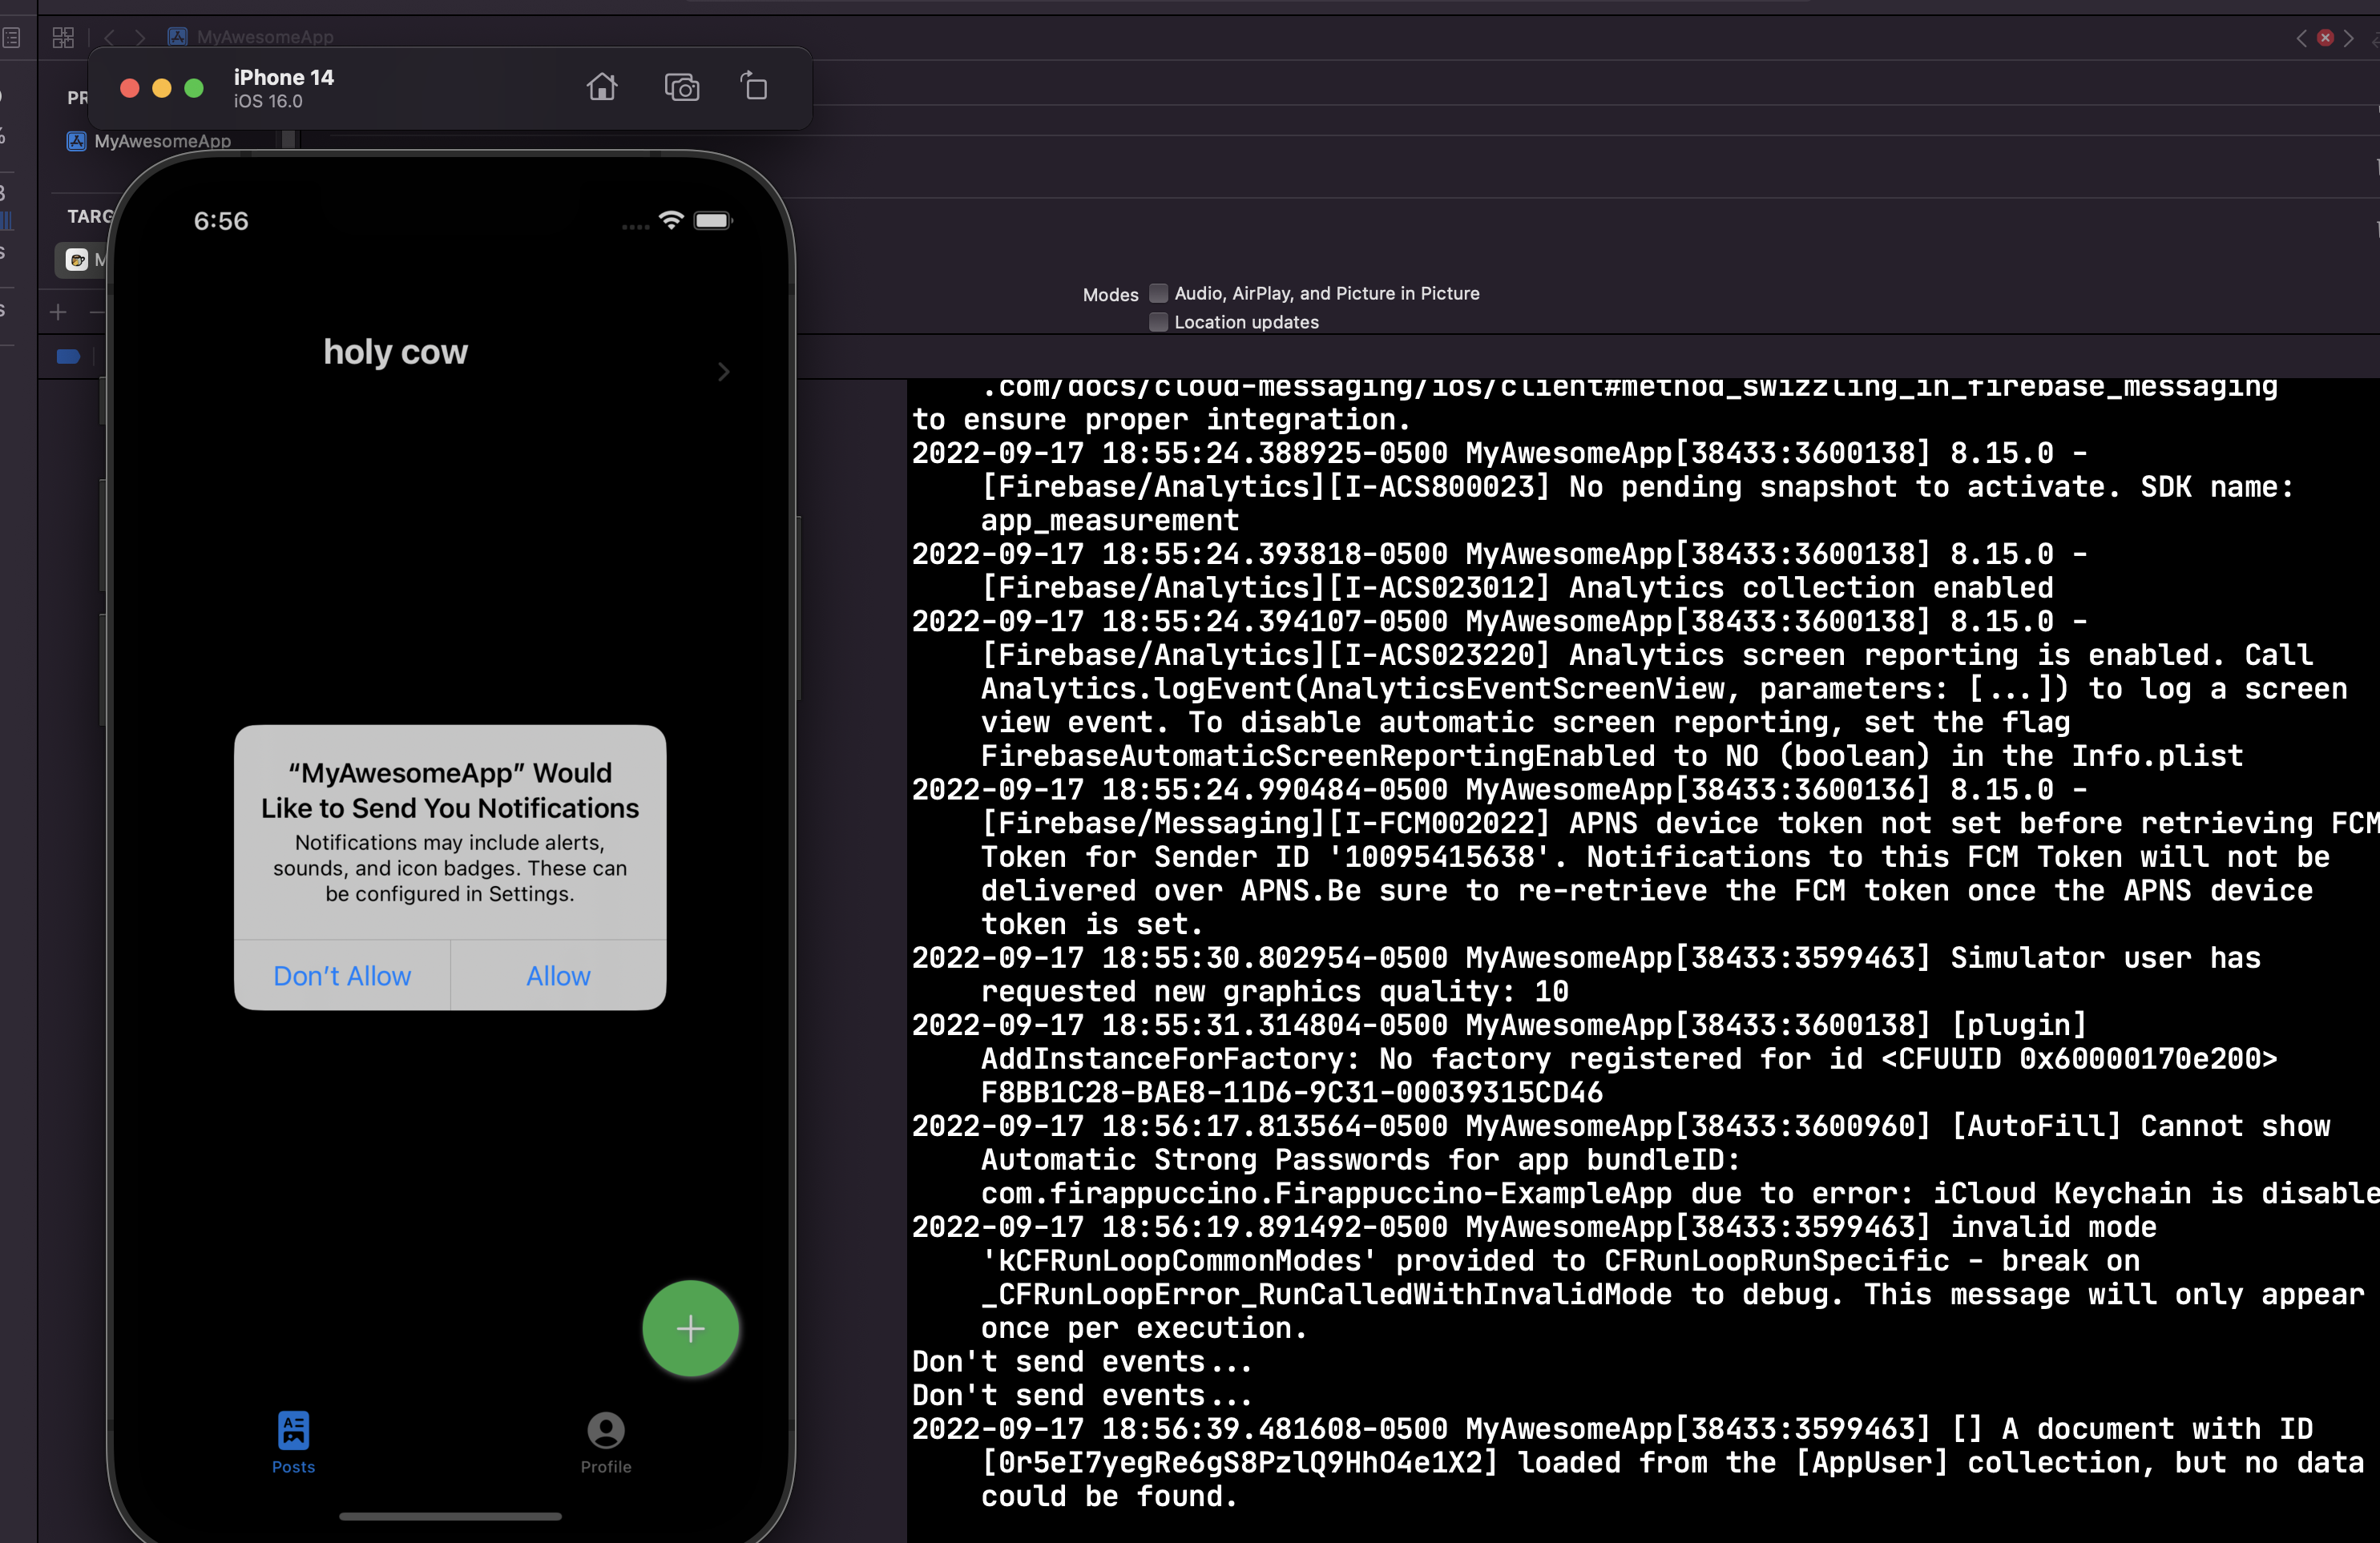 MyAwesomeApp
iPhone 14
iOS 16.0
PR
MyAwesomeApp
TARG
M
6:56
Modes
Audio, AirPlay, and Picture in Picture
Location updates
holy cow
“MyAwesomeApp” Would
Like to Send You Notifications
Notifications may include alerts,
sounds, and icon badges. These can
be configured in Settings.
Don’t Allow
Allow
Posts
Profile
.com/docs/cloud-messaging/ios/client#method_swizzling_in_firebase_messaging
to ensure proper integration.
2022-09-17 18:55:24.388925-0500 MyAwesomeApp[38433:3600138] 8.15.0 -
[Firebase/Analytics][I-ACS800023] No pending snapshot to activate. SDK name:
app_measurement
2022-09-17 18:55:24.393818-0500 MyAwesomeApp[38433:3600138] 8.15.0 -
[Firebase/Analytics][I-ACS023012] Analytics collection enabled
2022-09-17 18:55:24.394107-0500 MyAwesomeApp[38433:3600138] 8.15.0 -
[Firebase/Analytics][I-ACS023220] Analytics screen reporting is enabled. Call
Analytics.logEvent(AnalyticsEventScreenView, parameters: [...]) to log a screen
view event. To disable automatic screen reporting, set the flag
FirebaseAutomaticScreenReportingEnabled to NO (boolean) in the Info.plist
2022-09-17 18:55:24.990484-0500 MyAwesomeApp[38433:3600136] 8.15.0 -
[Firebase/Messaging][I-FCM002022] APNS device token not set before retrieving FCM
Token for Sender ID '10095415638'. Notifications to this FCM Token will not be
delivered over APNS.Be sure to re-retrieve the FCM token once the APNS device
token is set.
2022-09-17 18:55:30.802954-0500 MyAwesomeApp[38433:3599463] Simulator user has
requested new graphics quality: 10
2022-09-17 18:55:31.314804-0500 MyAwesomeApp[38433:3600138] [plugin]
AddInstanceForFactory: No factory registered for id <CFUUID 0x60000170e200>
F8BB1C28-BAE8-11D6-9C31-00039315CD46
2022-09-17 18:56:17.813564-0500 MyAwesomeApp[38433:3600960] [AutoFill] Cannot show
Automatic Strong Passwords for app bundleID:
com.firappuccino.Firappuccino-ExampleApp due to error: iCloud Keychain is disable
2022-09-17 18:56:19.891492-0500 MyAwesomeApp[38433:3599463] invalid mode
'kCFRunLoopCommonModes' provided to CFRunLoopRunSpecific - break on
_CFRunLoopError_RunCalledWithInvalidMode to debug. This message will only appear
once per execution.
Don't send events...
Don't send events...
2022-09-17 18:56:39.481608-0500 MyAwesomeApp[38433:3599463] [] A document with ID
[0r5eI7yegRe6gS8PzlQ9HhO4e1X2] loaded from the [AppUser] collection, but no data
could be found.